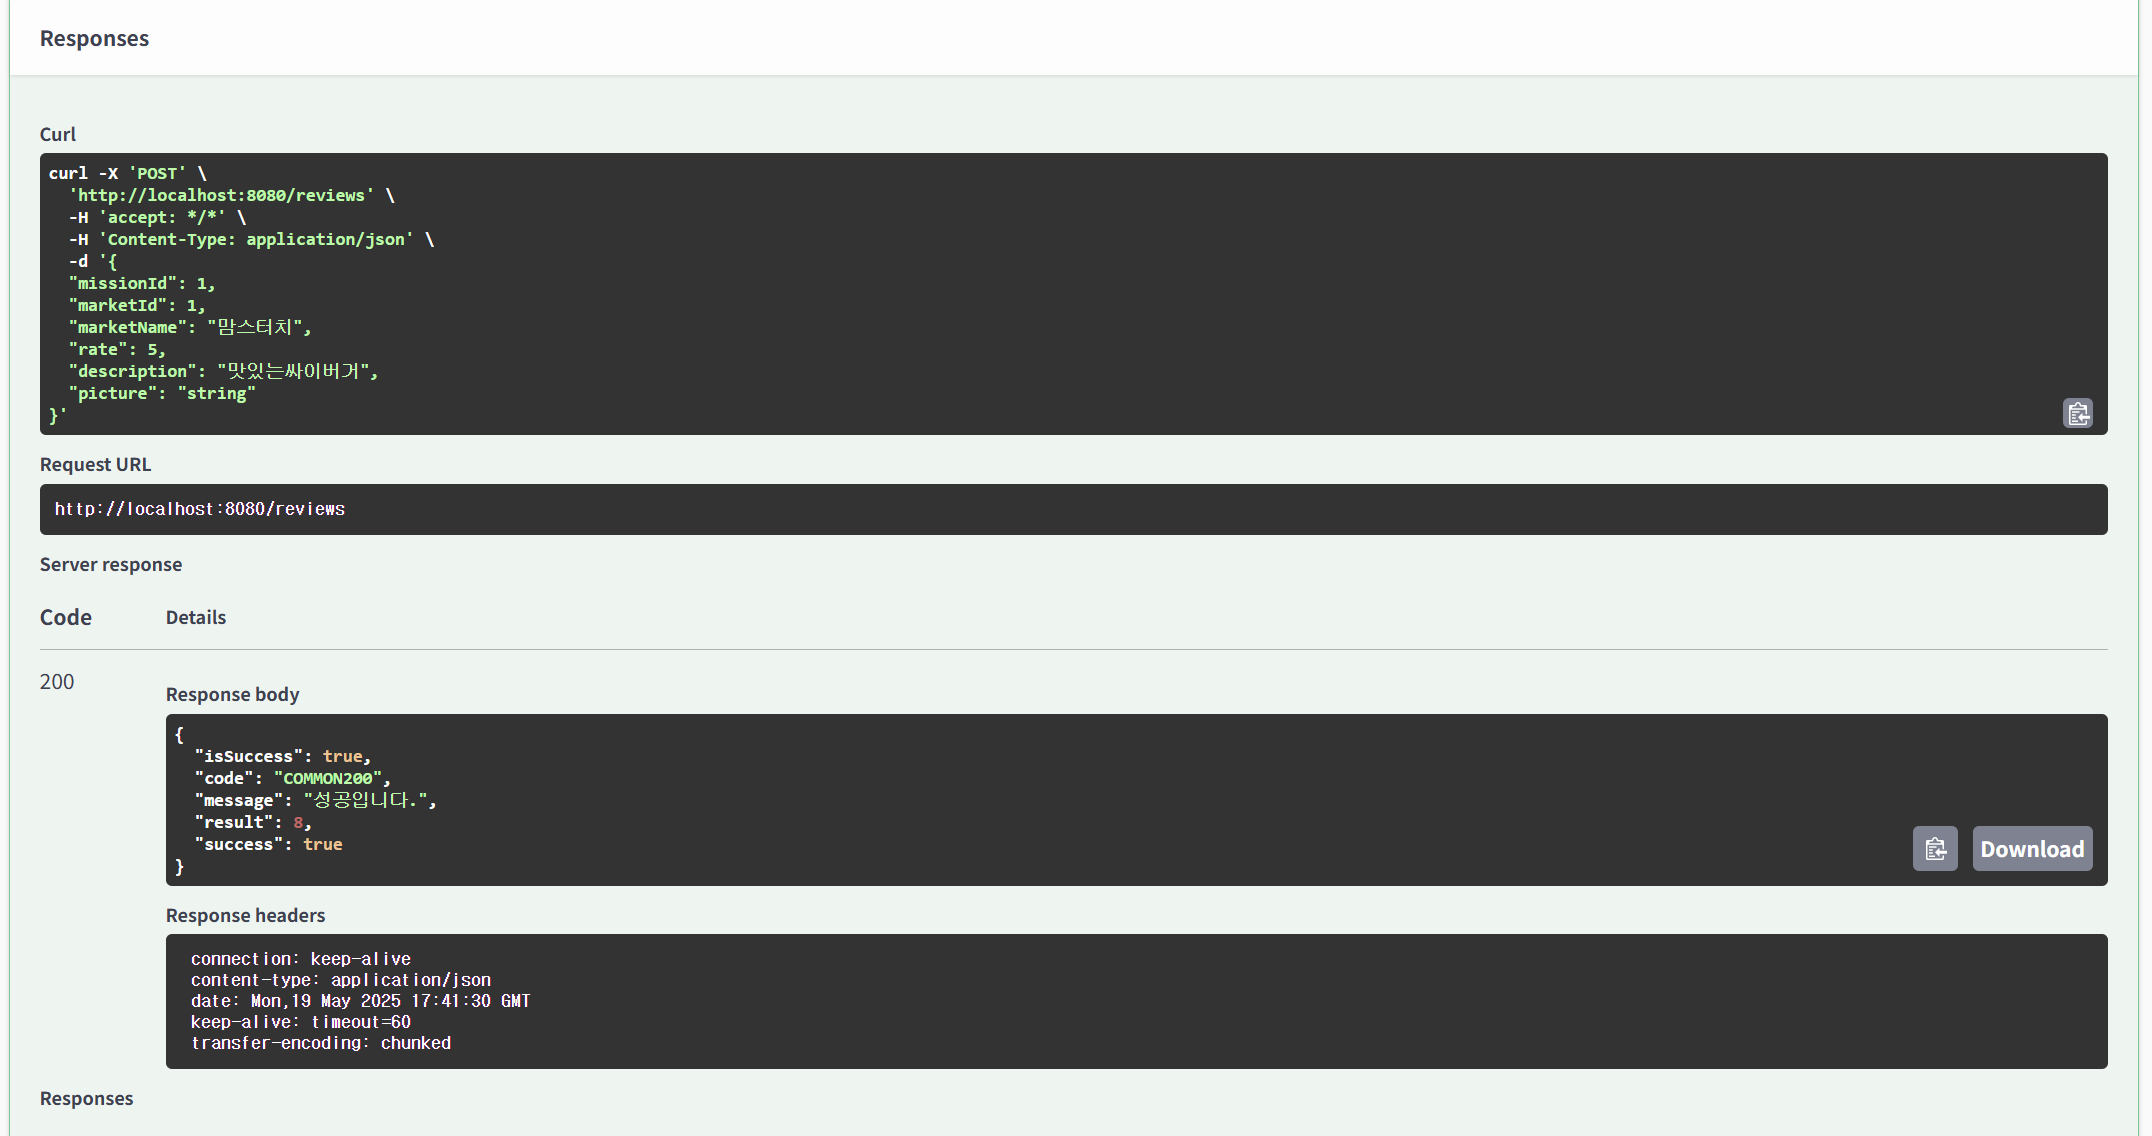 Responses
Curl
curl -X 'POST' \
  'http://localhost:8080/reviews' \
  -H 'accept: */*' \
  -H 'Content-Type: application/json' \
  -d '{
  "missionId": 1,
  "marketId": 1,
  "marketName": "맘스터치",
  "rate": 5,
  "description": "맛있는싸이버거",
  "picture": "string"
}'
Request URL
http://localhost:8080/reviews
Server response
Code Details
200
Response body
{
  "isSuccess": true,
  "code": "COMMON200",
  "message": "성공입니다.",
  "result": 8,
  "success": true
}
Download
Response headers
connection: keep-alive
content-type: application/json
date: Mon,19 May 2025 17:41:30 GMT
keep-alive: timeout=60
transfer-encoding: chunked
Responses